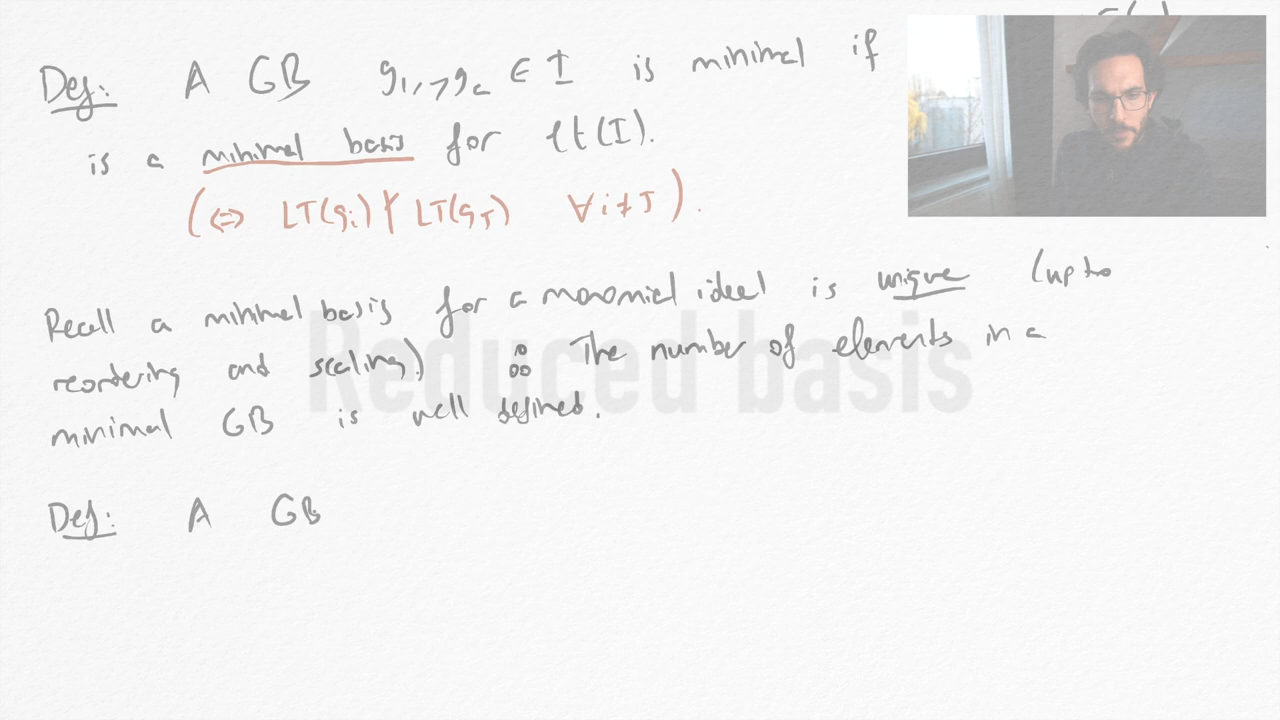 Def: A GB g₁,..,gₛ ∈ I is minimal if
is a minimal basis for lt(I).
(⇔ LT(gᵢ) ∤ LT(gⱼ) ∀ i ≠ j).
Recall a minimal basis for a monomial ideal is unique (up to
reordering and scaling) ∴ The number of elements in a
minimal GB is well defined.
Reduced basis
Def: A GB